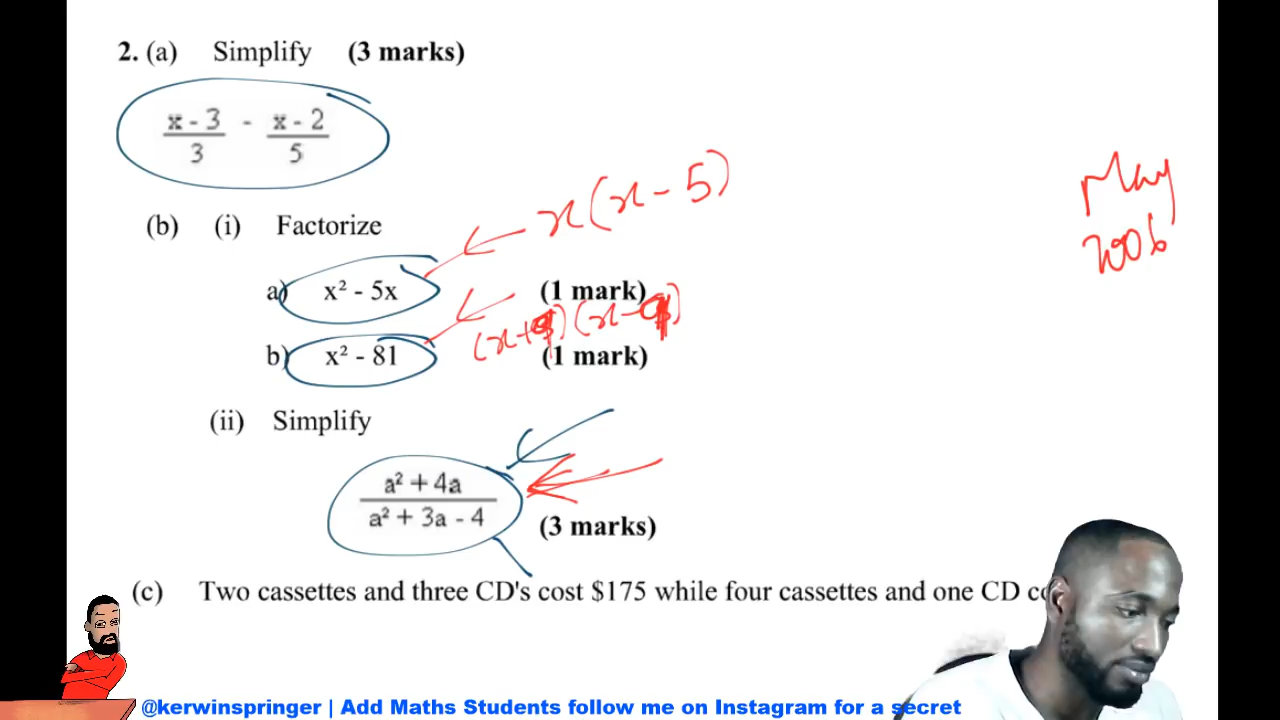 2. (a) Simplify (3 marks)
x - 3 / 3 - x - 2 / 5
x(x - 5)
May
2006
(b) (i) Factorize
a) x² - 5x (1 mark)
(x+9)(x-9)
b) x² - 81 (1 mark)
(ii) Simplify
a² + 4a
a² + 3a - 4 (3 marks)
(c) Two cassettes and three CD's cost $175 while four cassettes and one CD
@kerwinspringer | Add Maths Students follow me on Instagram for a secret